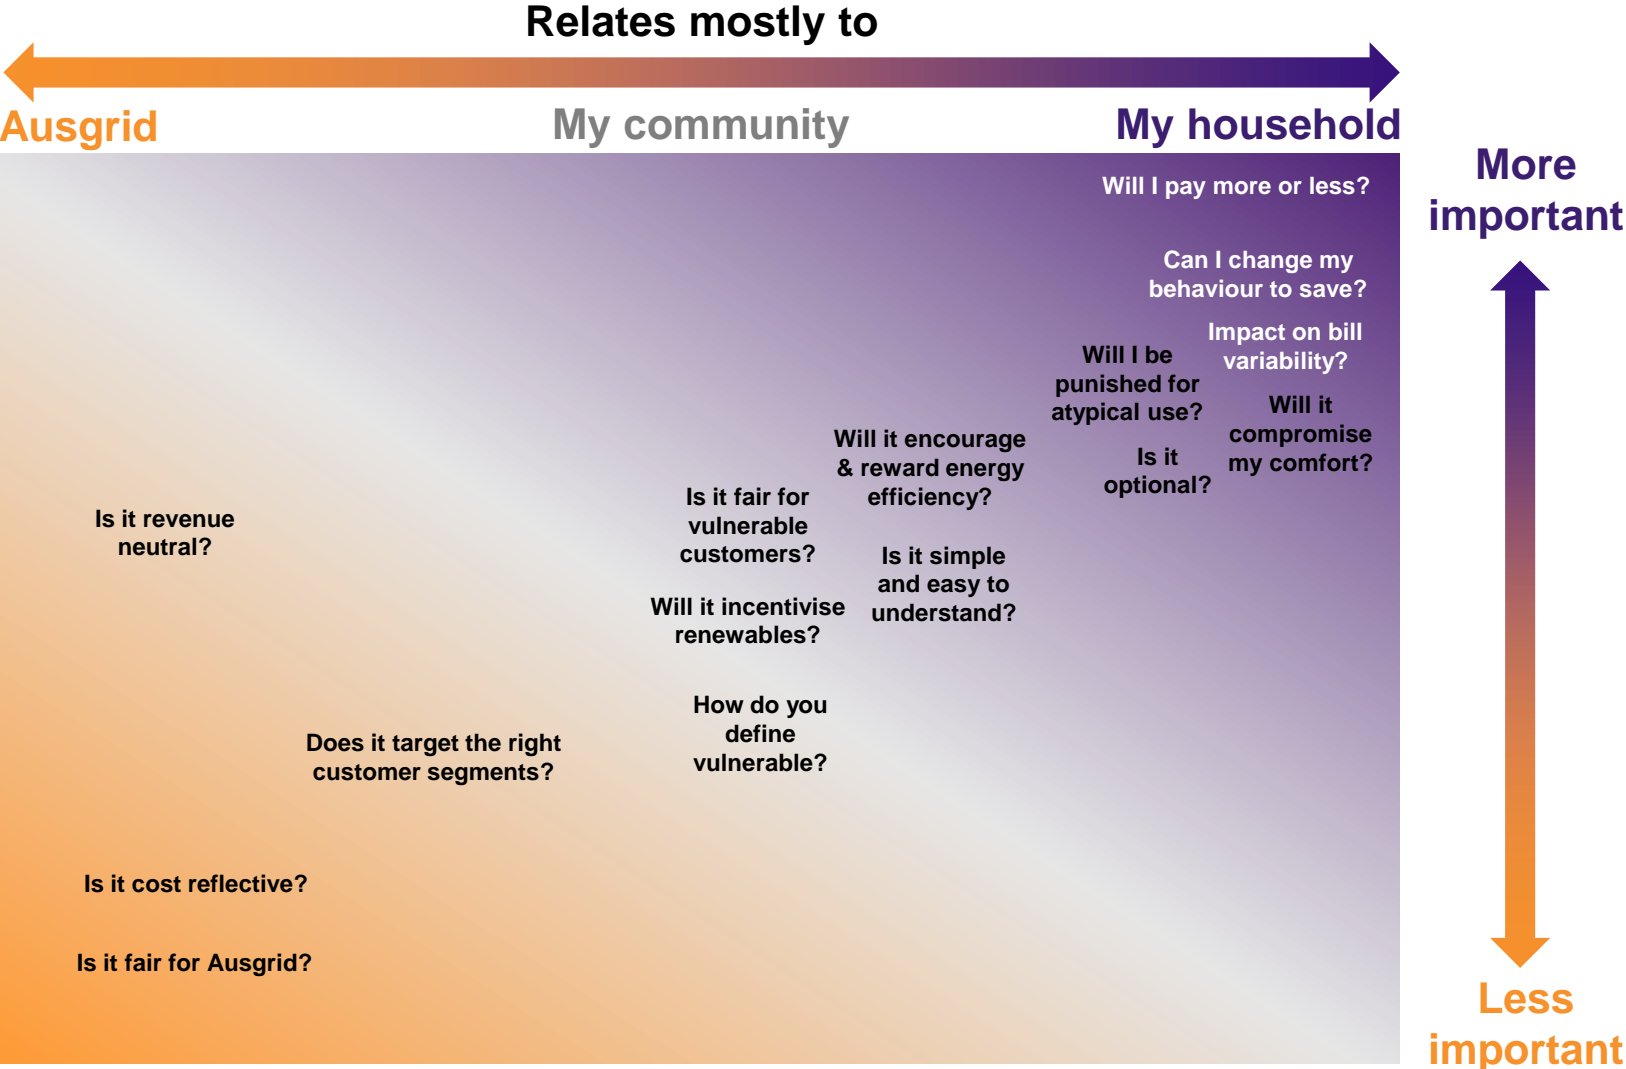 Relates mostly to
Ausgrid
My community
My household
More
important
Will I pay more or less?
Can I change my
behaviour to save?
Impact on bill
variability?
Will I be
punished for
atypical use?
Will it
compromise
my comfort?
Will it encourage
& reward energy
efficiency?
Is it
optional?
Is it fair for
vulnerable
customers?
Is it revenue
neutral?
Is it simple
and easy to
understand?
Will it incentivise
renewables?
How do you
define
vulnerable?
Does it target the right
customer segments?
Is it cost reflective?
Is it fair for Ausgrid?
Less
important